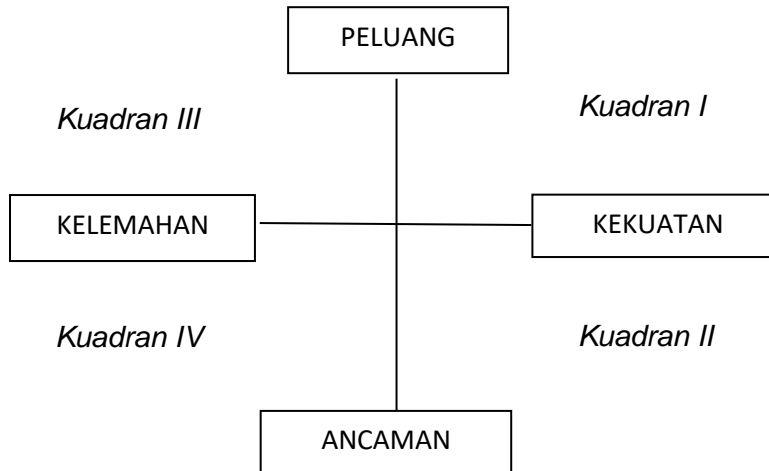 PELUANG
Kuadran III
Kuadran I
KELEMAHAN
KEKUATAN
Kuadran IV
Kuadran II
ANCAMAN